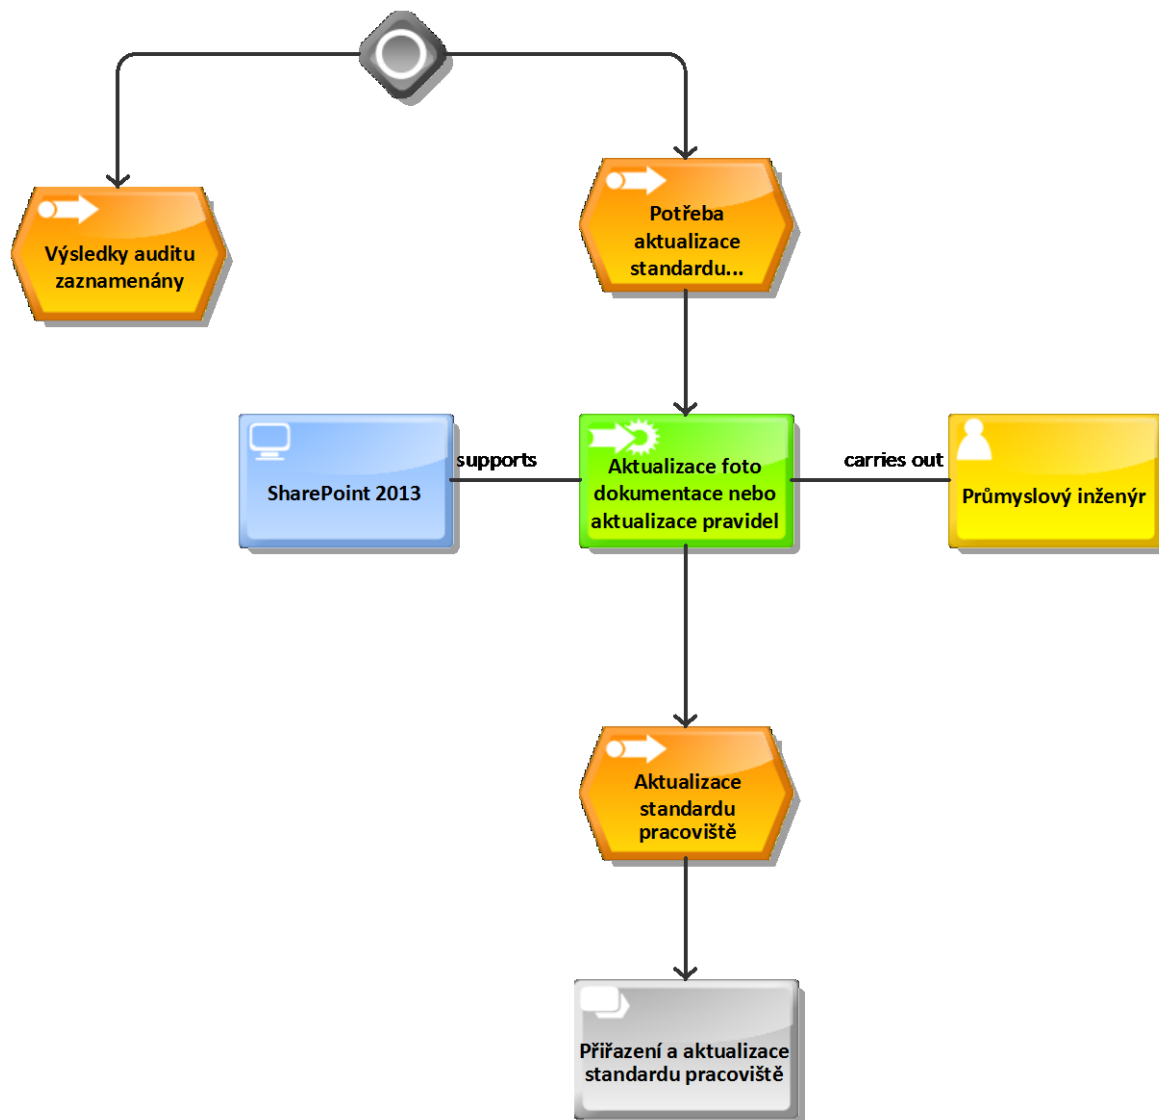 Výsledky auditu
zaznamenány
Potřeba
aktualizace
standardu...
SharePoint 2013
supports
Aktualizace foto
dokumentace nebo
aktualizace pravidel
carries out
Průmyslový inženýr
Aktualizace
standardu
pracoviště
Přiřazení a aktualizace
standardu pracoviště